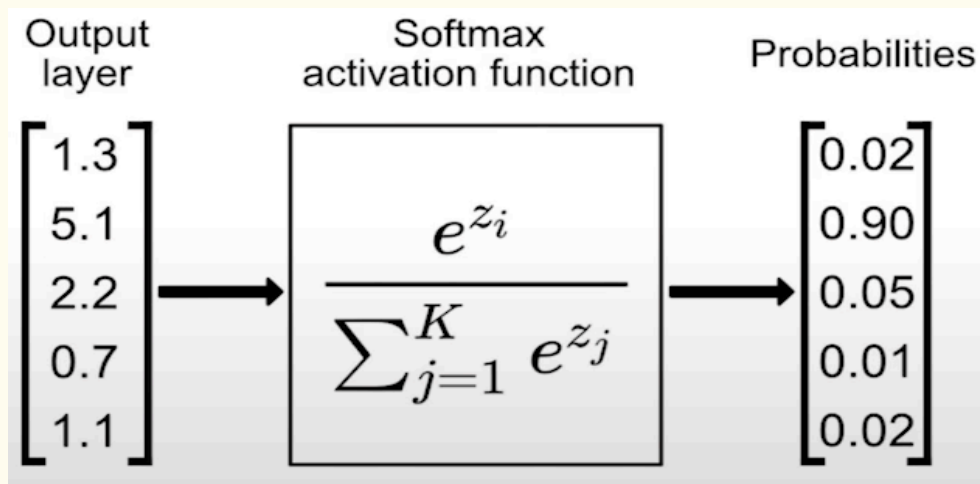 Output
layer
Softmax
activation function
Probabilities
1.3
5.1
2.2
0.7
1.1
e^{z_i}
∑_{j=1}^{K} e^{z_j}
0.02
0.90
0.05
0.01
0.02